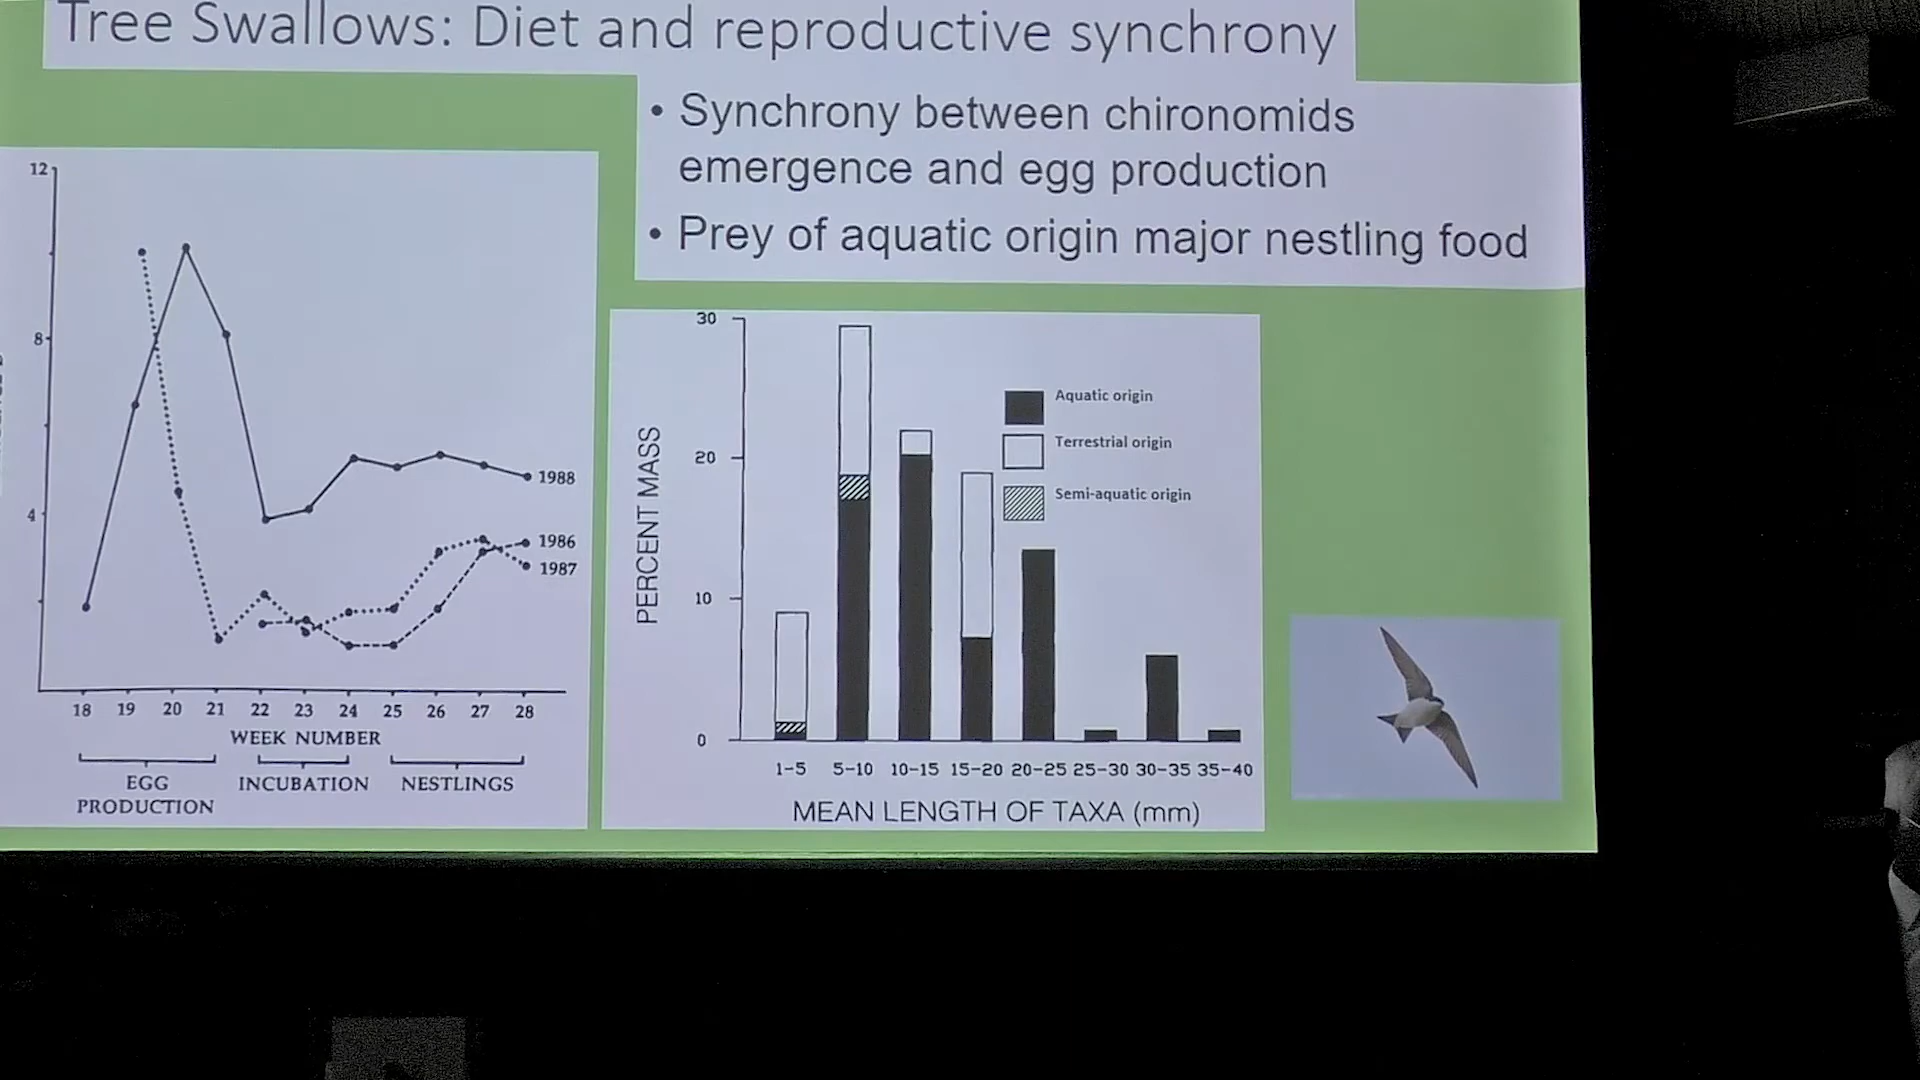 Tree Swallows: Diet and reproductive synchrony
• Synchrony between chironomids
emergence and egg production
• Prey of aquatic origin major nestling food
12
8
4
1988
1986
1987
18 19 20 21 22 23 24 25 26 27 28
WEEK NUMBER
EGG
PRODUCTION
INCUBATION
NESTLINGS
30
20
10
0
PERCENT MASS
Aquatic origin
Terrestrial origin
Semi-aquatic origin
1-5 5-10 10-15 15-20 20-25 25-30 30-35 35-40
MEAN LENGTH OF TAXA (mm)